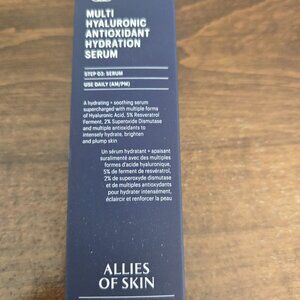 MULTI
HYALURONIC
ANTIOXIDANT
HYDRATION
SERUM
STEP 03: SERUM
USE DAILY (AM/PM)
A hydrating + soothing serum
supercharged with multiple forms
of Hyaluronic Acid, 5% Resveratrol
Ferment, 2% Superoxide Dismutase
and multiple antioxidants to
intensely hydrate, brighten
and plump skin
Un sérum hydratant + apaisant
suralimenté avec des multiples
formes d'acide hyaluronique,
5% de ferment de resvératrol,
2% de superoxyde dismutase
et de multiples antioxydants
pour hydrater intensément,
éclaircir et renforcer la peau
ALLIES
OF SKIN